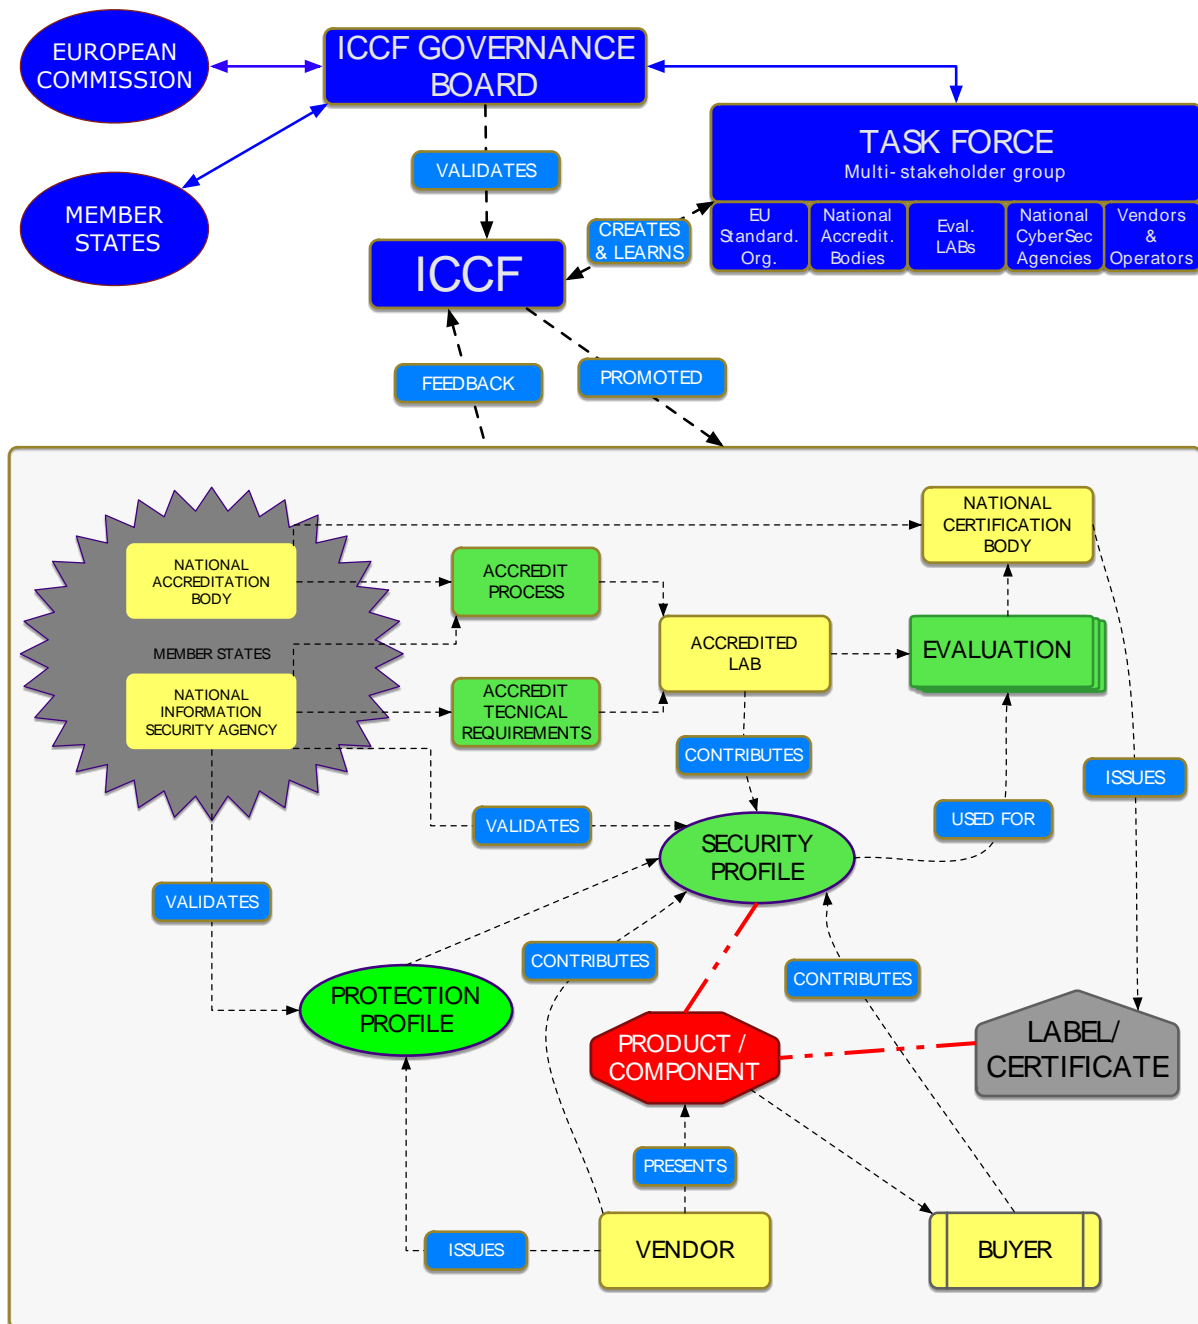 EUROPEAN
COMMISSION
ICCF GOVERNANCE
BOARD
MEMBER
STATES
VALIDATES
TASK FORCE
Multi-stakeholder group
EU
Standard.
Org.
National
Accredit.
Bodies
Eval.
LABs
National
CyberSec
Agencies
Vendors
&
Operators
CREATES
& LEARNS
ICCF
FEEDBACK
PROMOTED
NATIONAL
CERTIFICATION
BODY
NATIONAL
ACCREDITATION
BODY
ACCREDIT
PROCESS
MEMBER STATES
ACCREDITED
LAB
EVALUATION
NATIONAL
INFORMATION
SECURITY AGENCY
ACCREDIT
TECNICAL
REQUIREMENTS
CONTRIBUTES
ISSUES
VALIDATES
USED FOR
SECURITY
PROFILE
VALIDATES
CONTRIBUTES
CONTRIBUTES
PROTECTION
PROFILE
PRODUCT /
COMPONENT
LABEL/
CERTIFICATE
PRESENTS
ISSUES
VENDOR
BUYER